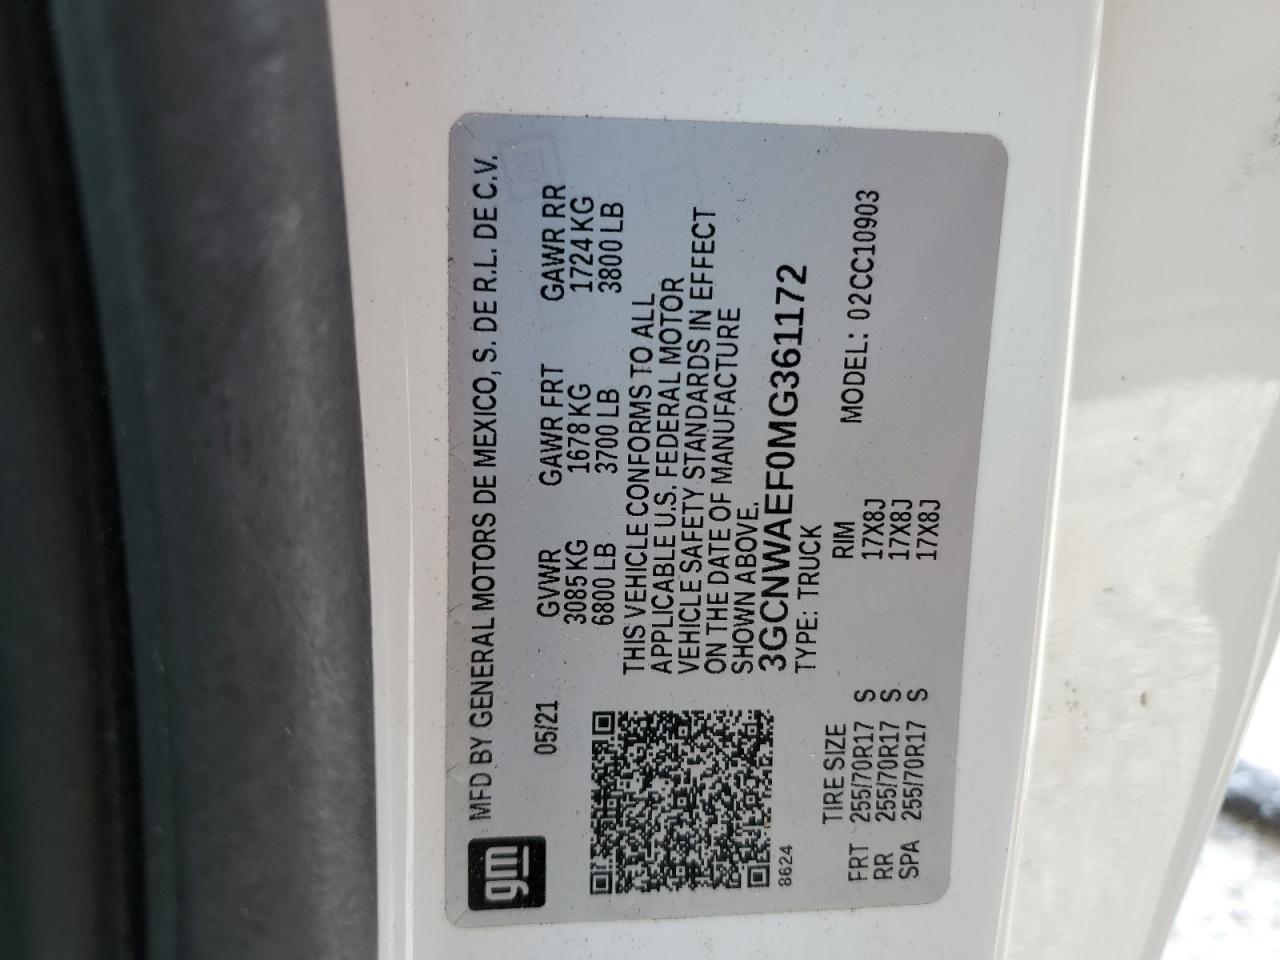 gm
MFD BY GENERAL MOTORS DE MEXICO, S. DE R.L. DE C.V.
05/21
GVWR GAWR FRT GAWR RR
3085 KG 1678 KG 1724 KG
6800 LB 3700 LB 3800 LB
THIS VEHICLE CONFORMS TO ALL
APPLICABLE U.S. FEDERAL MOTOR
VEHICLE SAFETY STANDARDS IN EFFECT
ON THE DATE OF MANUFACTURE
SHOWN ABOVE.
3GCNWAEF0MG361172
8624 TYPE: TRUCK
TIRE SIZE RIM MODEL: 02CC10903
FRT 255/70R17 S 17X8J
RR 255/70R17 S 17X8J
SPA 255/70R17 S 17X8J